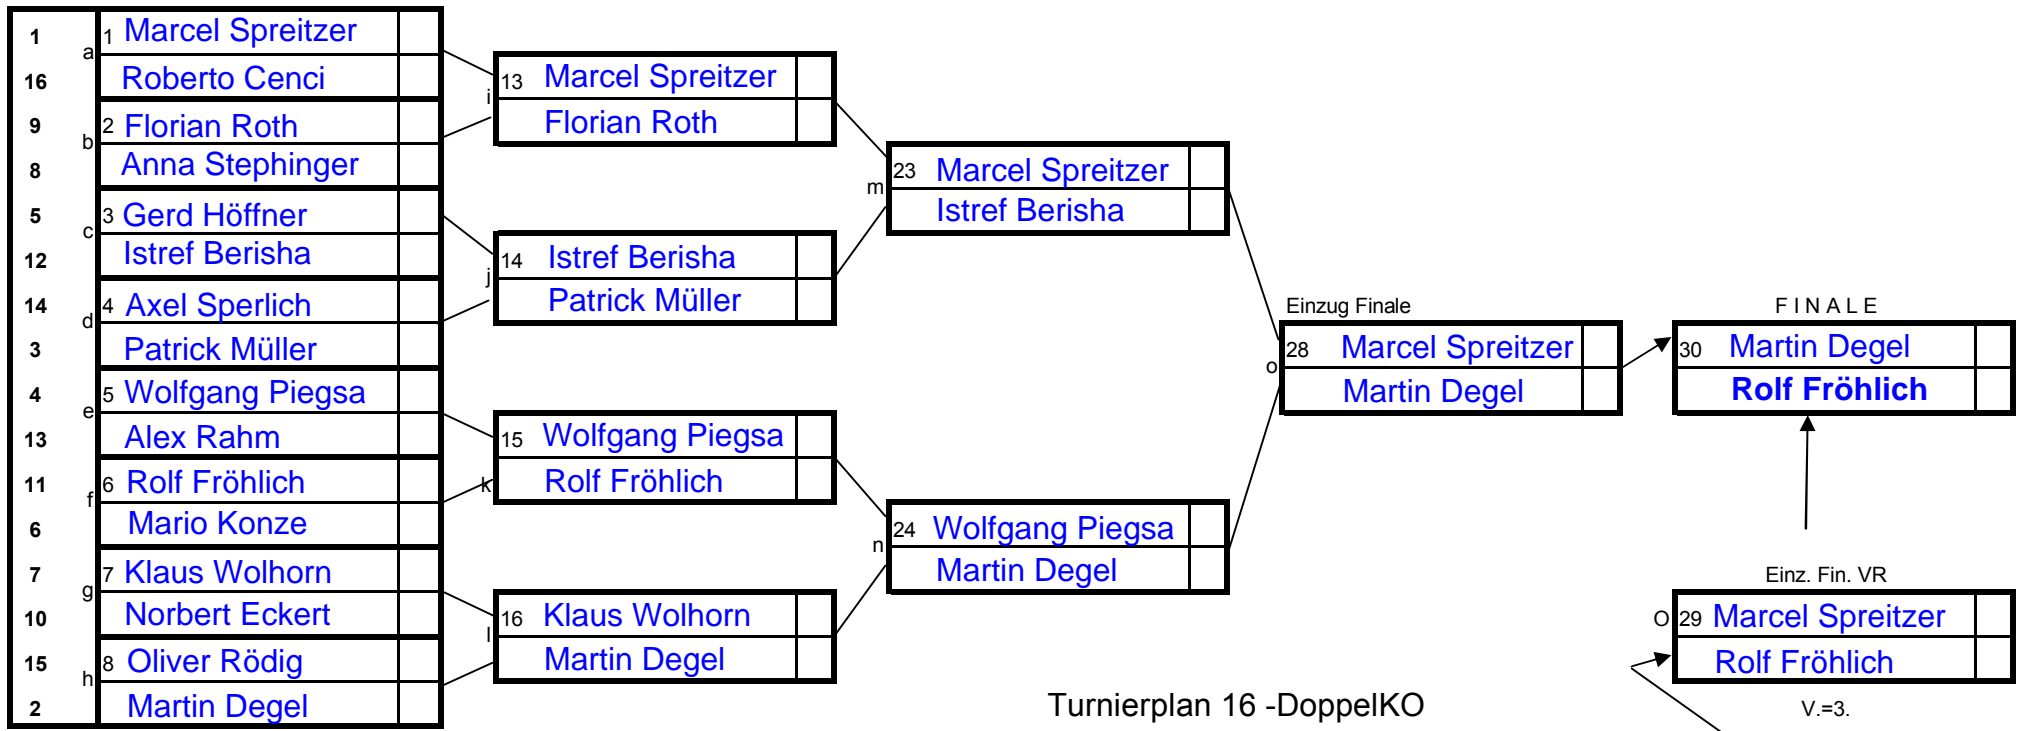 1 a 1 Marcel Spreitzer
16 Roberto Cenci
9 b 2 Florian Roth
8 Anna Stephinger
5 c 3 Gerd Höffner
12 Istref Berisha
14 d 4 Axel Sperlich
3 Patrick Müller
4 e 5 Wolfgang Piegsa
13 Alex Rahm
11 f 6 Rolf Fröhlich
6 Mario Konze
7 g 7 Klaus Wolhorn
10 Norbert Eckert
15 h 8 Oliver Rödig
2 Martin Degel
i 13 Marcel Spreitzer
Florian Roth
j 14 Istref Berisha
Patrick Müller
k 15 Wolfgang Piegsa
Rolf Fröhlich
l 16 Klaus Wolhorn
Martin Degel
m 23 Marcel Spreitzer
Istref Berisha
n 24 Wolfgang Piegsa
Martin Degel
Einzug Finale
o 28 Marcel Spreitzer
Martin Degel
F I N A L E
30 Martin Degel
Rolf Fröhlich
Einz. Fin. VR
O 29 Marcel Spreitzer
Rolf Fröhlich
V.=3.
Turnierplan 16 -DoppelKO